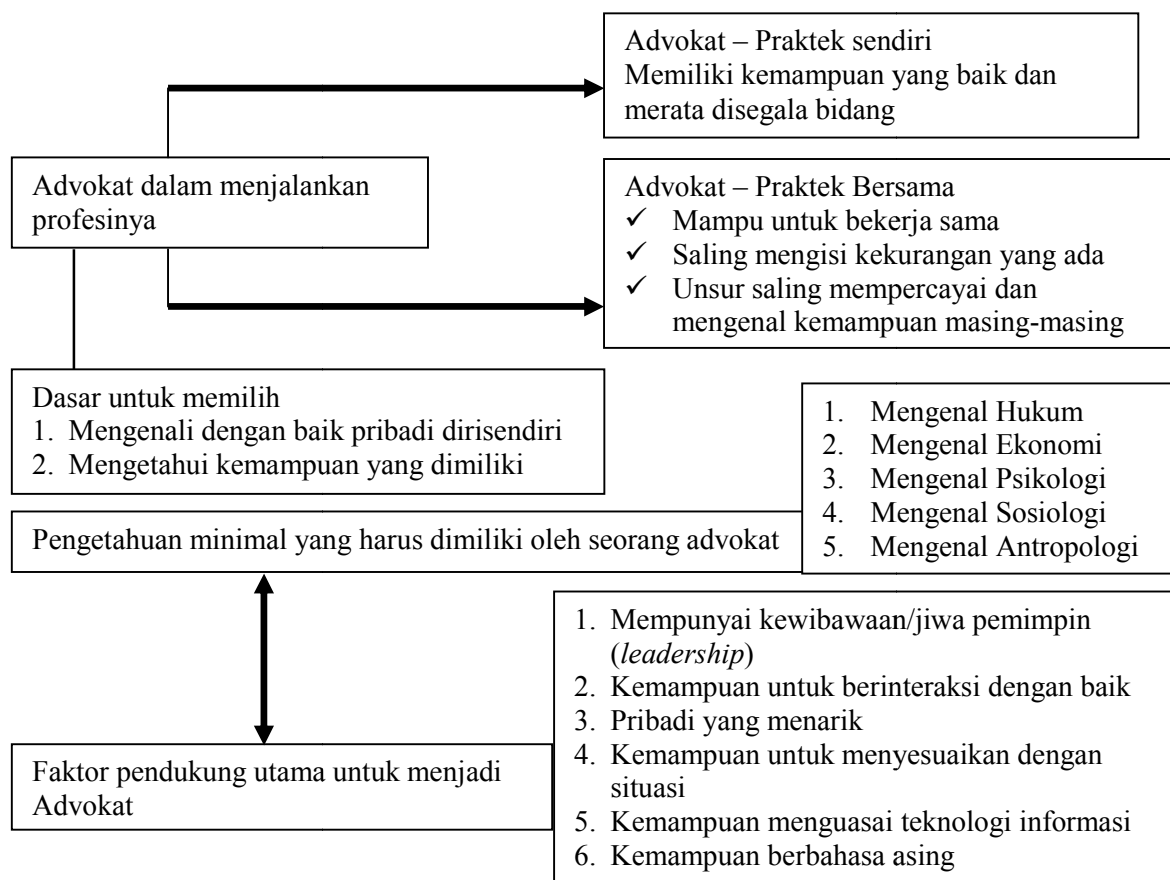 Advokat – Praktek sendiri
Memiliki kemampuan yang baik dan
merata disegala bidang
Advokat dalam menjalankan
profesinya
Advokat – Praktek Bersama
✓ Mampu untuk bekerja sama
✓ Saling mengisi kekurangan yang ada
✓ Unsur saling mempercayai dan
mengenal kemampuan masing-masing
Dasar untuk memilih
1. Mengenali dengan baik pribadi dirisendiri
2. Mengetahui kemampuan yang dimiliki
Pengetahuan minimal yang harus dimiliki oleh seorang advokat
1. Mengenal Hukum
2. Mengenal Ekonomi
3. Mengenal Psikologi
4. Mengenal Sosiologi
5. Mengenal Antropologi
Faktor pendukung utama untuk menjadi
Advokat
1. Mempunyai kewibawaan/jiwa pemimpin
(leadership)
2. Kemampuan untuk berinteraksi dengan baik
3. Pribadi yang menarik
4. Kemampuan untuk menyesuaikan dengan
situasi
5. Kemampuan menguasai teknologi informasi
6. Kemampuan berbahasa asing